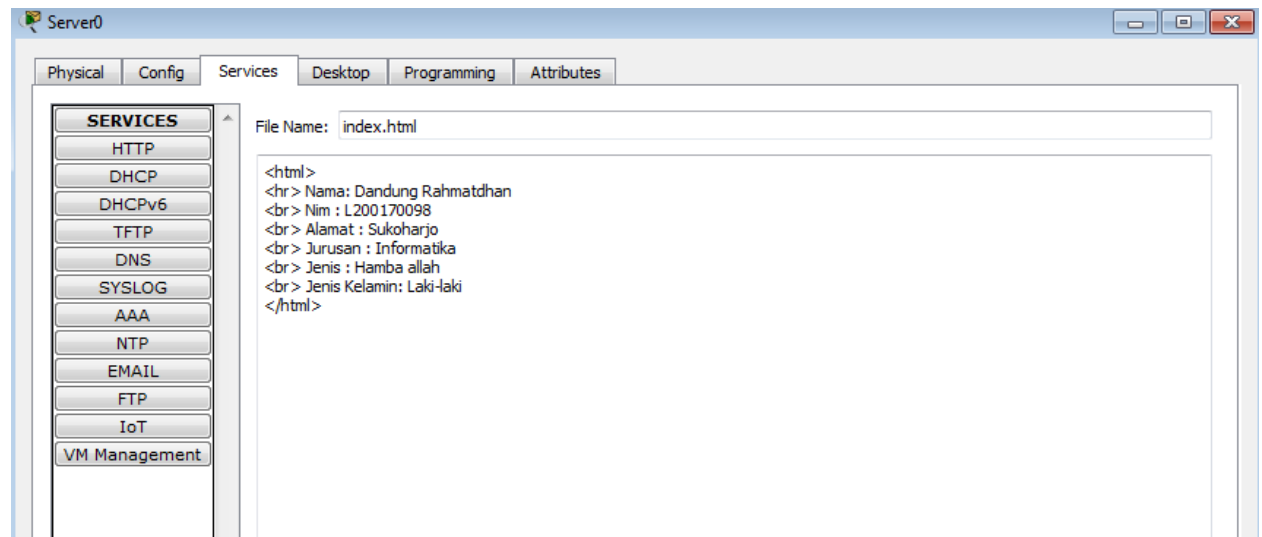 Server0
Physical Config Services Desktop Programming Attributes
SERVICES
HTTP
DHCP
DHCPv6
TFTP
DNS
SYSLOG
AAA
NTP
EMAIL
FTP
IoT
VM Management
File Name: index.html
<html>
<hr> Nama: Dandung Rahmatdhan
<br> Nim : L200170098
<br> Alamat : Sukoharjo
<br> Jurusan : Informatika
<br> Jenis : Hamba allah
<br> Jenis Kelamin: Laki-laki
</html>